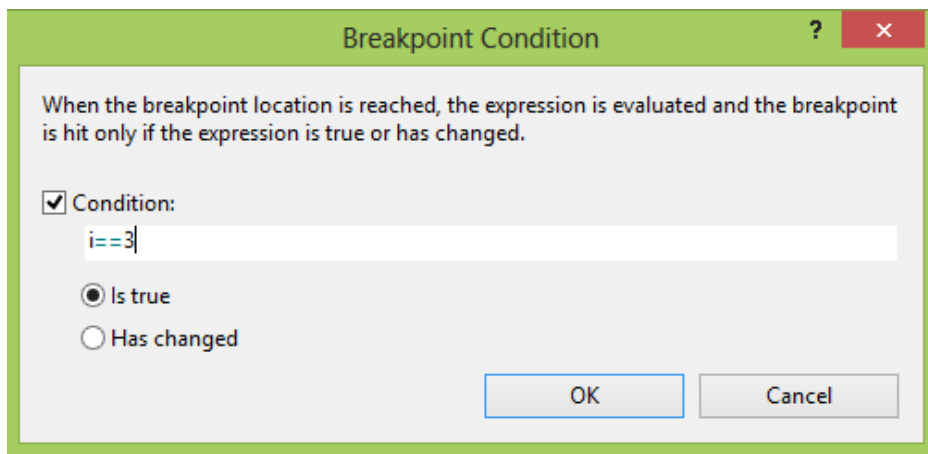 Breakpoint Condition
?
When the breakpoint location is reached, the expression is evaluated and the breakpoint
is hit only if the expression is true or has changed.
Condition:
i==3
Is true
Has changed
OK Cancel